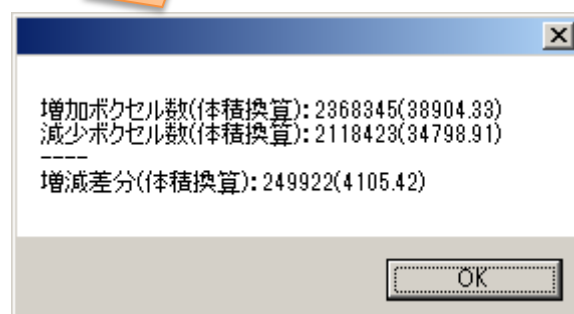 増加ボクセル数(体積換算):2368345(38904.33)
減少ボクセル数(体積換算):2118423(34798.91)
----
増減差分(体積換算):249922(4105.42)
OK